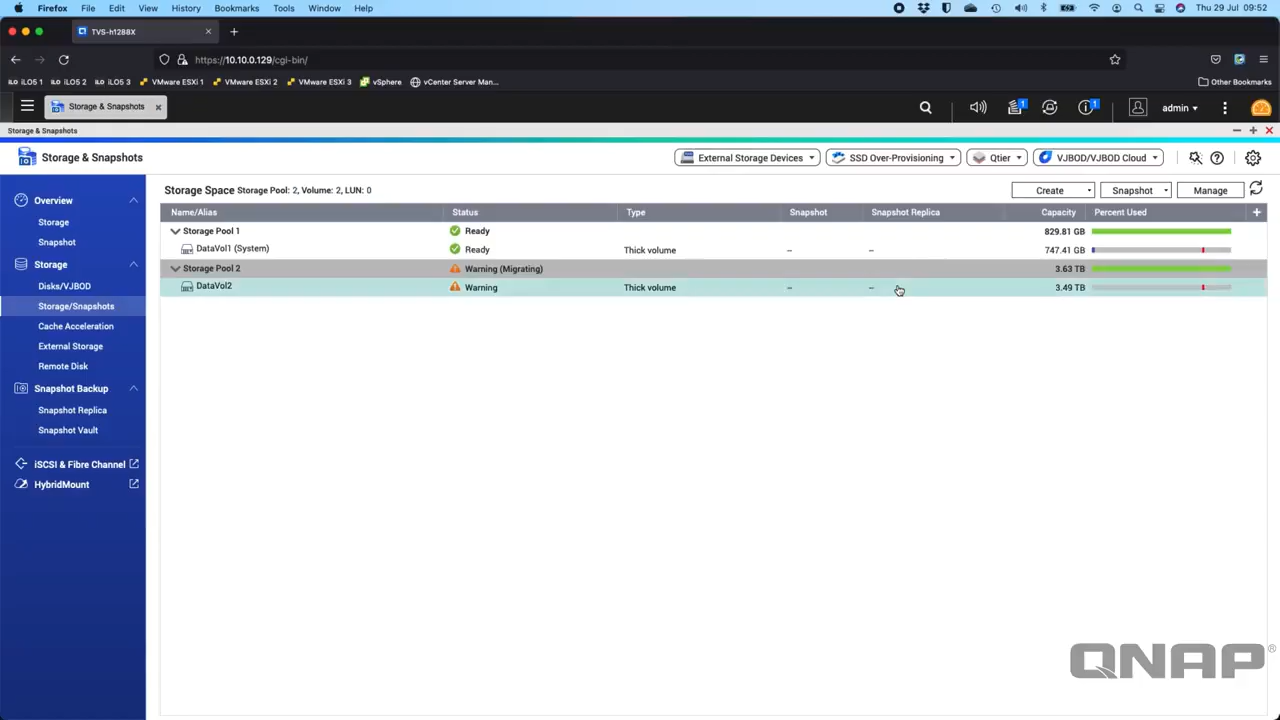 Firefox File Edit View History Bookmarks Tools Window Help Thu 29 Jul 09:52
TVS-h1288X
https://10.10.0.129/cgi-bin/
iLO iLO5 1 iLO iLO5 2 iLO iLO5 3 VMware ESXi 1 VMware ESXi 2 VMware ESXi 3 vSphere vCenter Server Man... Other Bookmarks
Storage & Snapshots 1 1 admin
Storage & Snapshots
Storage & Snapshots External Storage Devices SSD Over-Provisioning Qtier VJBOD/VJBOD Cloud
Storage Space Storage Pool: 2, Volume: 2, LUN: 0 Create Snapshot Manage
Name/Alias Status Type Snapshot Snapshot Replica Capacity Percent Used
Storage Pool 1 Ready 829.81 GB
DataVol1 (System) Ready Thick volume -- -- 747.41 GB
Storage Pool 2 Warning (Migrating) 3.63 TB
DataVol2 Warning Thick volume -- -- 3.49 TB
Overview
Storage
Snapshot
Storage
Disks/VJBOD
Storage/Snapshots
Cache Acceleration
External Storage
Remote Disk
Snapshot Backup
Snapshot Replica
Snapshot Vault
iSCSI & Fibre Channel
HybridMount
QNAP®